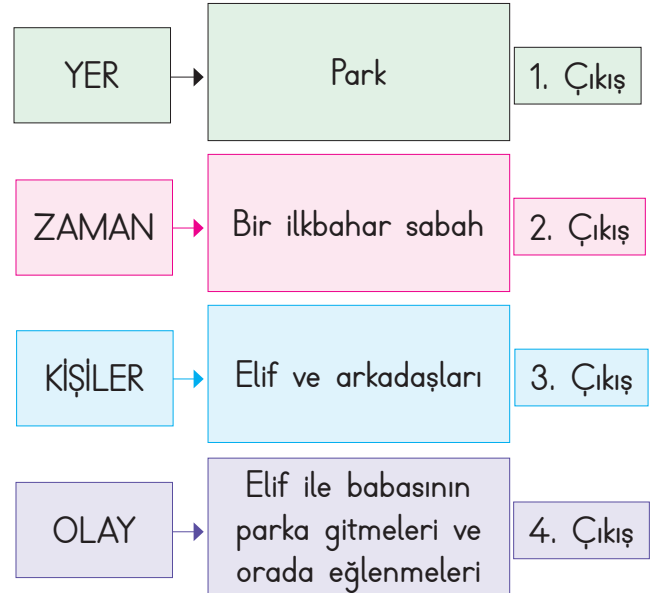 YER
Park
1. Çıkış
ZAMAN
Bir ilkbahar sabah
2. Çıkış
KİŞİLER
Elif ve arkadaşları
3. Çıkış
OLAY
Elif ile babasının
parka gitmeleri ve
orada eğlenmeleri
4. Çıkış